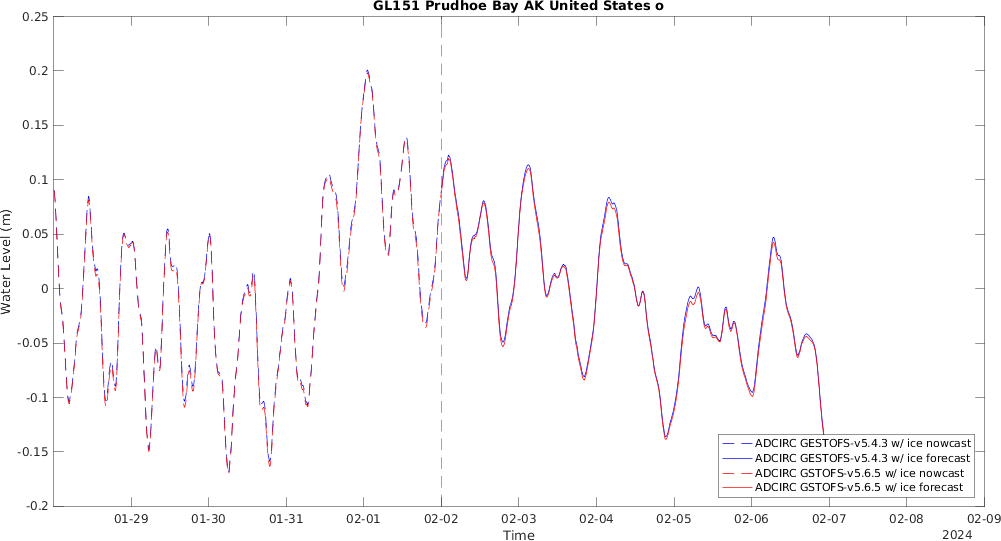 GL151 Prudhoe Bay AK United States o
0.25
0.2
0.15
0.1
0.05
0
-0.05
-0.1
-0.15
-0.2
Water Level (m)
ADCIRC GESTOFS-v5.4.3 w/ ice nowcast
ADCIRC GESTOFS-v5.4.3 w/ ice forecast
ADCIRC GSTOFS-v5.6.5 w/ ice nowcast
ADCIRC GSTOFS-v5.6.5 w/ ice forecast
01-29 01-30 01-31 02-01 02-02 02-03 02-04 02-05 02-06 02-07 02-08 02-09
Time
2024